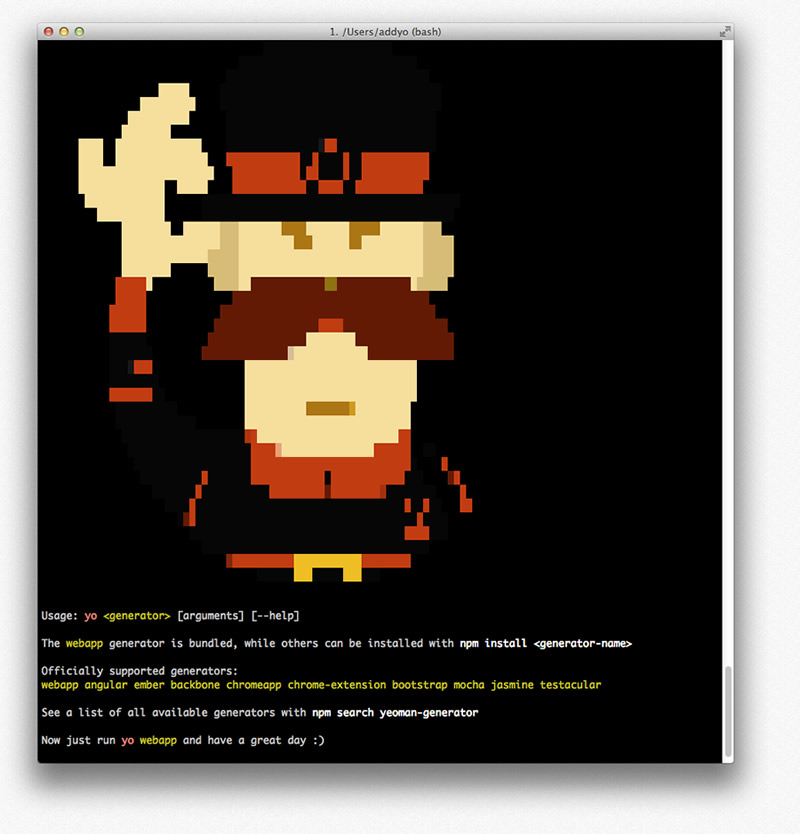 1. /Users/addyo (bash)
Usage: yo <generator> [arguments] [--help]
The webapp generator is bundled, while others can be installed with npm install <generator-name>
Officially supported generators:
webapp angular ember backbone chromeapp chrome-extension bootstrap mocha jasmine testacular
See a list of all available generators with npm search yeoman-generator
Now just run yo webapp and have a great day :)